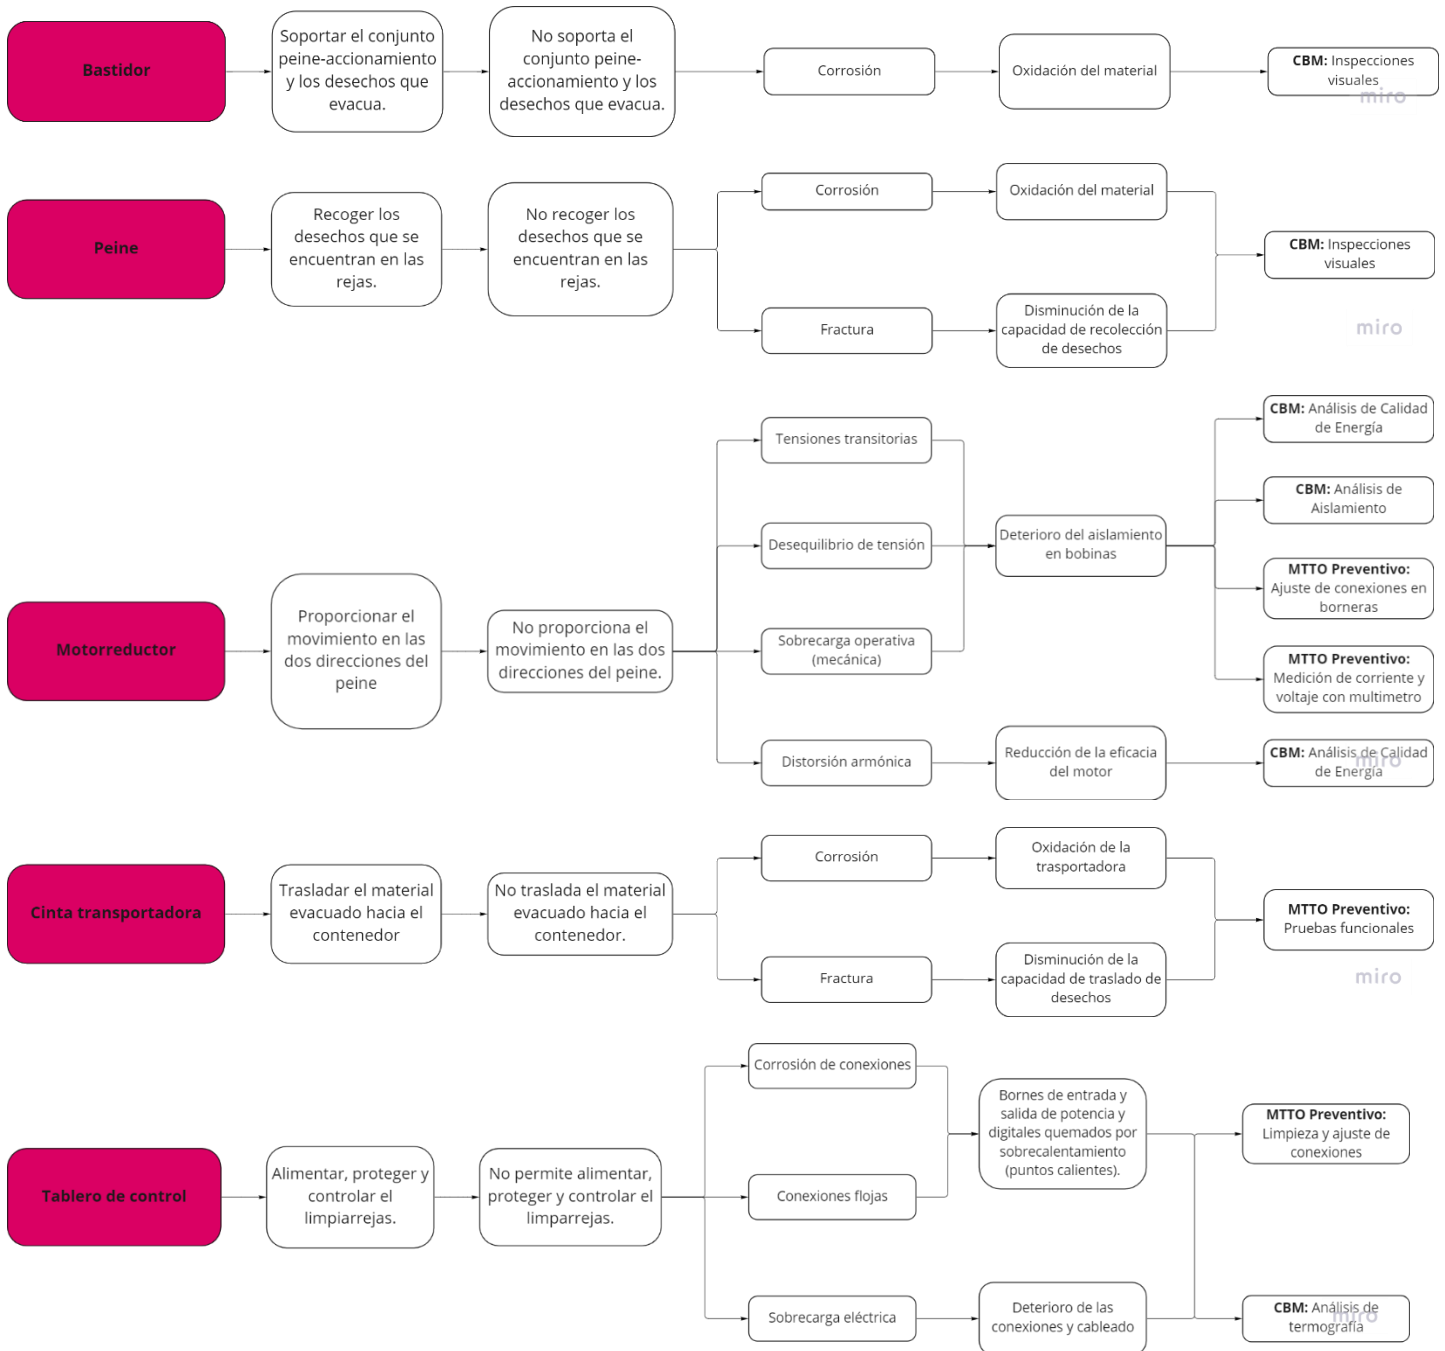 Bastidor
Soportar el conjunto
peine-accionamiento
y los desechos que
evacua.
No soporta el
conjunto peine-
accionamiento y los
desechos que evacua.
Corrosión
Oxidación del material
CBM: Inspecciones
visuales
miro
Peine
Recoger los
desechos que se
encuentran en las
rejas.
No recoger los
desechos que se
encuentran en las
rejas.
Corrosión
Oxidación del material
Fractura
Disminución de la
capacidad de recolección
de desechos
CBM: Inspecciones
visuales
miro
Motorreductor
Proporcionar el
movimiento en las
dos direcciones del
peine
No proporciona el
movimiento en las dos
direcciones del peine.
Tensiones transitorias
Desequilibrio de tensión
Sobrecarga operativa
(mecánica)
Distorsión armónica
Deterioro del aislamiento
en bobinas
Reducción de la eficacia
del motor
CBM: Análisis de Calidad
de Energía
CBM: Análisis de
Aislamiento
MTTO Preventivo:
Ajuste de conexiones en
borneras
MTTO Preventivo:
Medición de corriente y
voltaje con multimetro
CBM: Análisis de Calidad
de Energía
miro
Cinta transportadora
Trasladar el material
evacuado hacia el
contenedor
No traslada el material
evacuado hacia el
contenedor.
Corrosión
Oxidación de la
trasportadora
Fractura
Disminución de la
capacidad de traslado de
desechos
MTTO Preventivo:
Pruebas funcionales
miro
Tablero de control
Alimentar, proteger y
controlar el
limpiarrejas.
No permite alimentar,
proteger y controlar el
limparrejas.
Corrosión de conexiones
Conexiones flojas
Sobrecarga eléctrica
Bornes de entrada y
salida de potencia y
digitales quemados por
sobrecalentamiento
(puntos calientes).
Deterioro de las
conexiones y cableado
MTTO Preventivo:
Limpieza y ajuste de
conexiones
CBM: Análisis de
termografía
miro